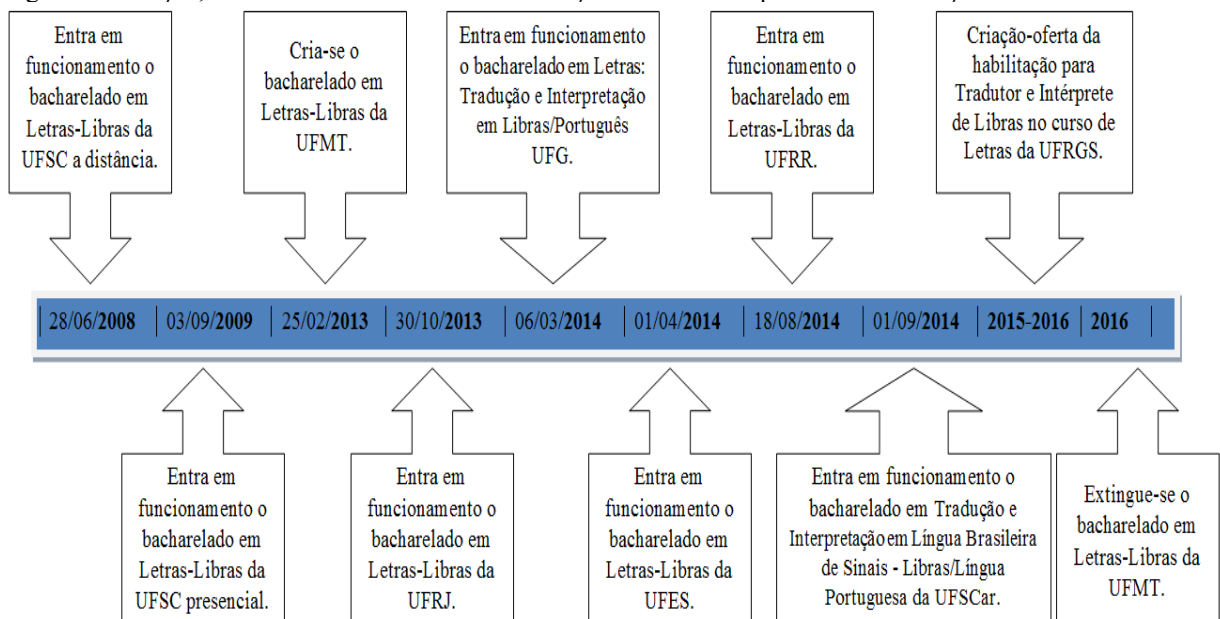 Entra em
funcionamento o
bacharelado em
Letras-Libras da
UFSC a distância.
Cria-se o
bacharelado em
Letras-Libras da
UFMT.
Entra em funcionamento
o bacharelado em Letras:
Tradução e Interpretação
em Libras/Português
UFG.
Entra em
funcionamento o
bacharelado em
Letras-Libras da
UFRR.
Criação-oferta da
habilitação para
Tradutor e Intérprete
de Libras no curso de
Letras da UFRGS.
28/06/2008 03/09/2009 25/02/2013 30/10/2013 06/03/2014 01/04/2014 18/08/2014 01/09/2014 2015-2016 2016
Entra em
funcionamento o
bacharelado em
Letras-Libras da
UFSC presencial.
Entra em
funcionamento o
bacharelado em
Letras-Libras da
UFRJ.
Entra em
funcionamento o
bacharelado em
Letras-Libras da
UFES.
Entra em funcionamento o
bacharelado em Tradução e
Interpretação em Língua Brasileira
de Sinais - Libras/Língua
Portuguesa da UFSCar.
Extingue-se o
bacharelado em
Letras-Libras da
UFMT.